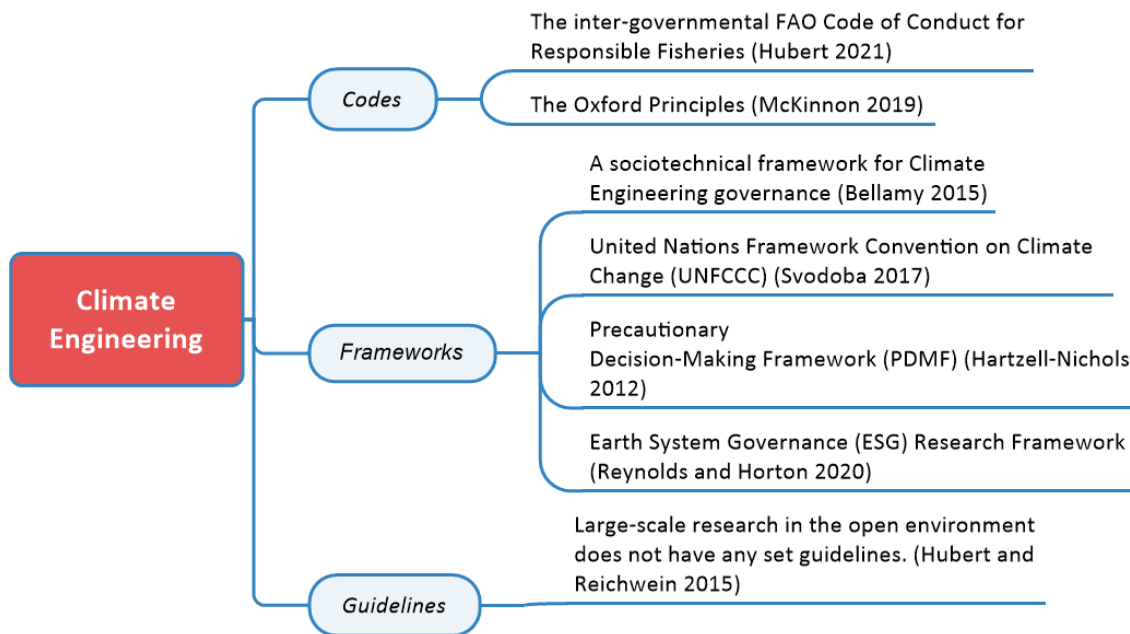 The inter-governmental FAO Code of Conduct for
Responsible Fisheries (Hubert 2021)
Codes
The Oxford Principles (McKinnon 2019)
A sociotechnical framework for Climate
Engineering governance (Bellamy 2015)
United Nations Framework Convention on Climate
Change (UNFCCC) (Svodoba 2017)
Climate
Engineering
Frameworks
Precautionary
Decision-Making Framework (PDMF) (Hartzell-Nichols
2012)
Earth System Governance (ESG) Research Framework
(Reynolds and Horton 2020)
Large-scale research in the open environment
does not have any set guidelines. (Hubert and
Reichwein 2015)
Guidelines